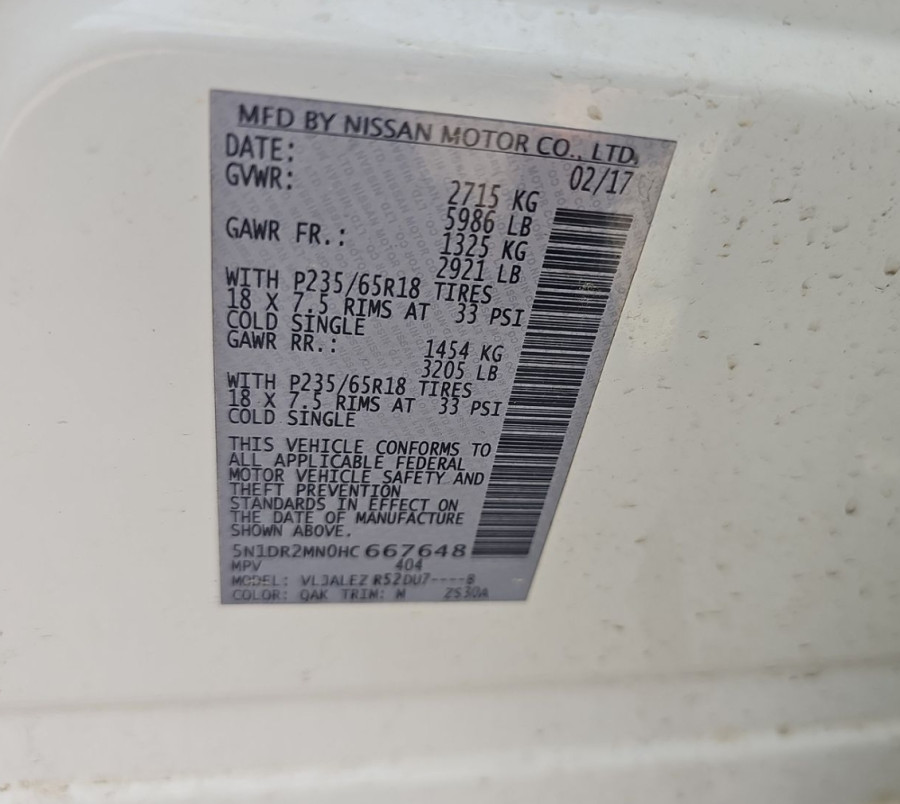 MFD BY NISSAN MOTOR CO., LTD.
DATE: 02/17
GVWR: 2715 KG
5986 LB
GAWR FR.: 1325 KG
2921 LB
WITH P235/65R18 TIRES
18 X 7.5 RIMS AT 33 PSI
COLD SINGLE
GAWR RR.: 1454 KG
3205 LB
WITH P235/65R18 TIRES
18 X 7.5 RIMS AT 33 PSI
COLD SINGLE
THIS VEHICLE CONFORMS TO
ALL APPLICABLE FEDERAL
MOTOR VEHICLE SAFETY AND
THEFT PREVENTION
STANDARDS IN EFFECT ON
THE DATE OF MANUFACTURE
SHOWN ABOVE.
5N1DR2MN0HC 667648
MPV 404
MODEL: R52DU7----B
COLOR: QAK TRIM: M